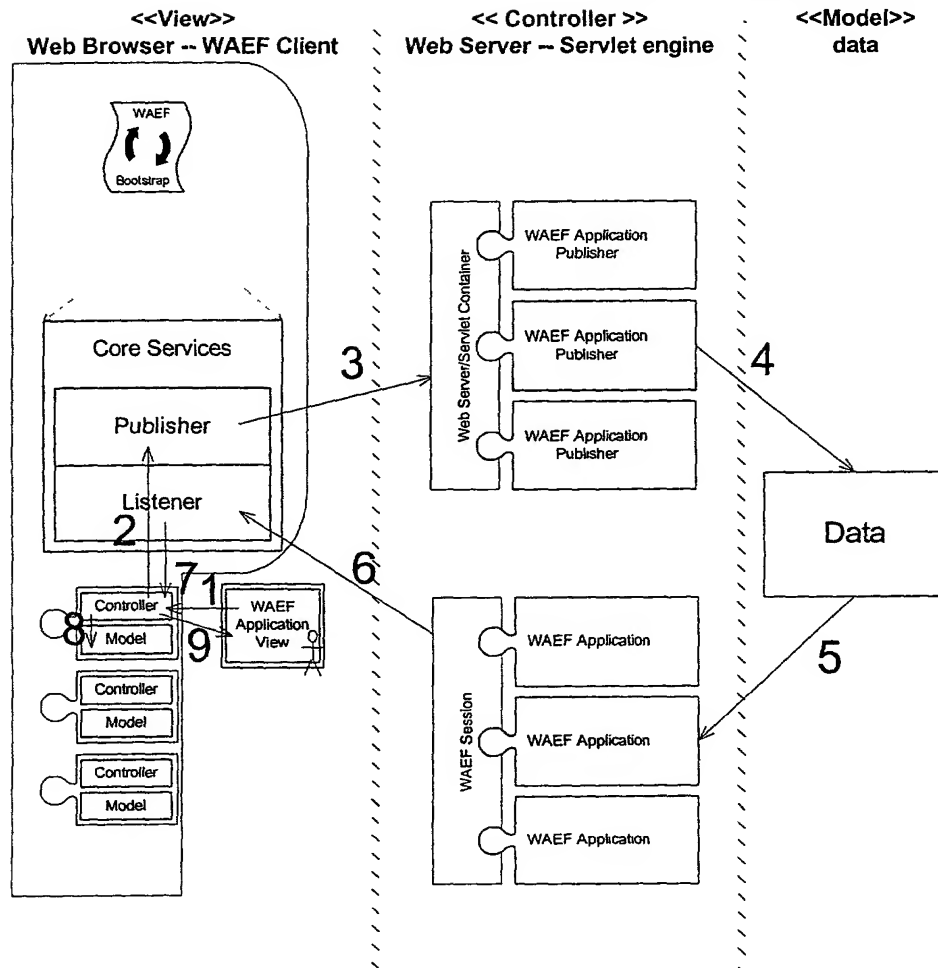 <<View>>
Web Browser -- WAEF Client
<< Controller >>
Web Server -- Servlet engine
<<Model>>
data
WAEF
Bootstrap
Core Services
Publisher
Listener
2
3
Web Server/Servlet Container
WAEF Application
Publisher
WAEF Application
Publisher
WAEF Application
Publisher
4
Data
5
6
7
1
8
9
Controller
Model
WAEF
Application
View
Controller
Model
Controller
Model
WAEF Session
WAEF Application
WAEF Application
WAEF Application